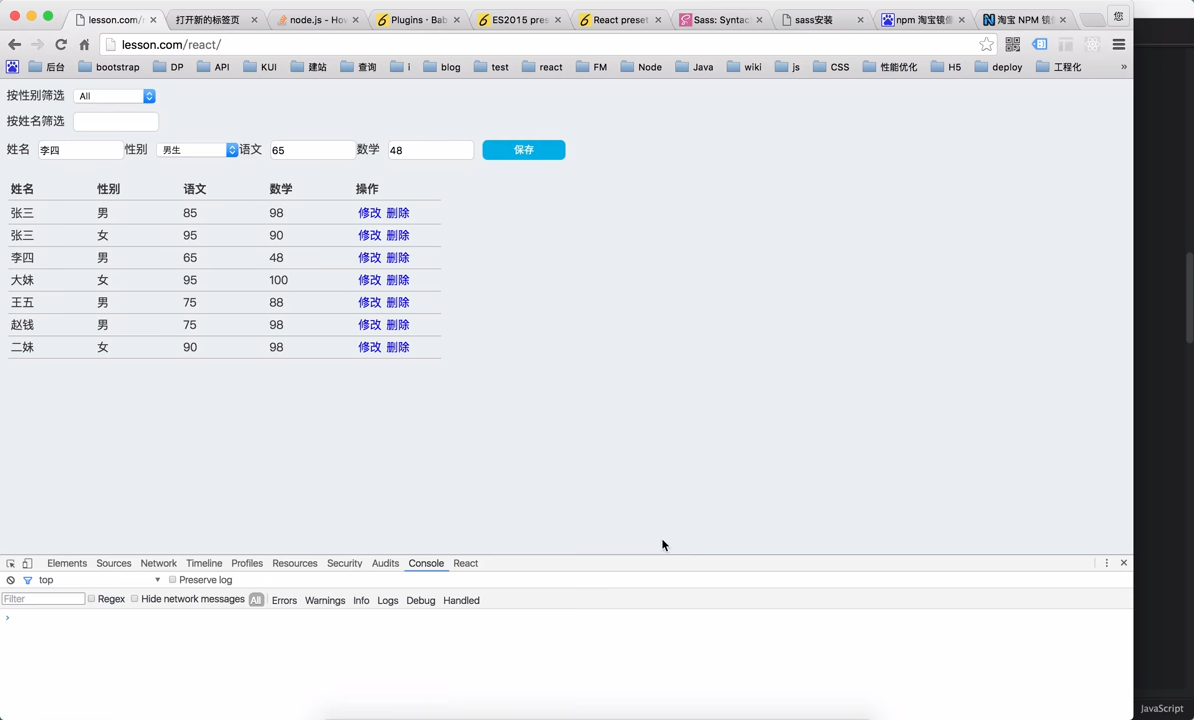 lesson.com/r 打开新的标签页 node.js - Ho Plugins - Bab ES2015 pres React preset Sass: Syntac sass安装 npm 淘宝镜像 淘宝 NPM 镜 您
lesson.com/react/
后台 bootstrap DP API KUI 建站 查询 i blog test react FM Node Java wiki js CSS 性能优化 H5 deploy 工程化 »
按性别筛选 All
按姓名筛选
姓名 李四 性别 男生 语文 65 数学 48 保存
姓名 性别 语文 数学 操作
张三 男 85 98 修改 删除
张三 女 95 90 修改 删除
李四 男 65 48 修改 删除
大妹 女 95 100 修改 删除
王五 男 75 88 修改 删除
赵钱 男 75 98 修改 删除
二妹 女 90 98 修改 删除
Elements Sources Network Timeline Profiles Resources Security Audits Console React
top Preserve log
Filter Regex Hide network messages All Errors Warnings Info Logs Debug Handled
JavaScript